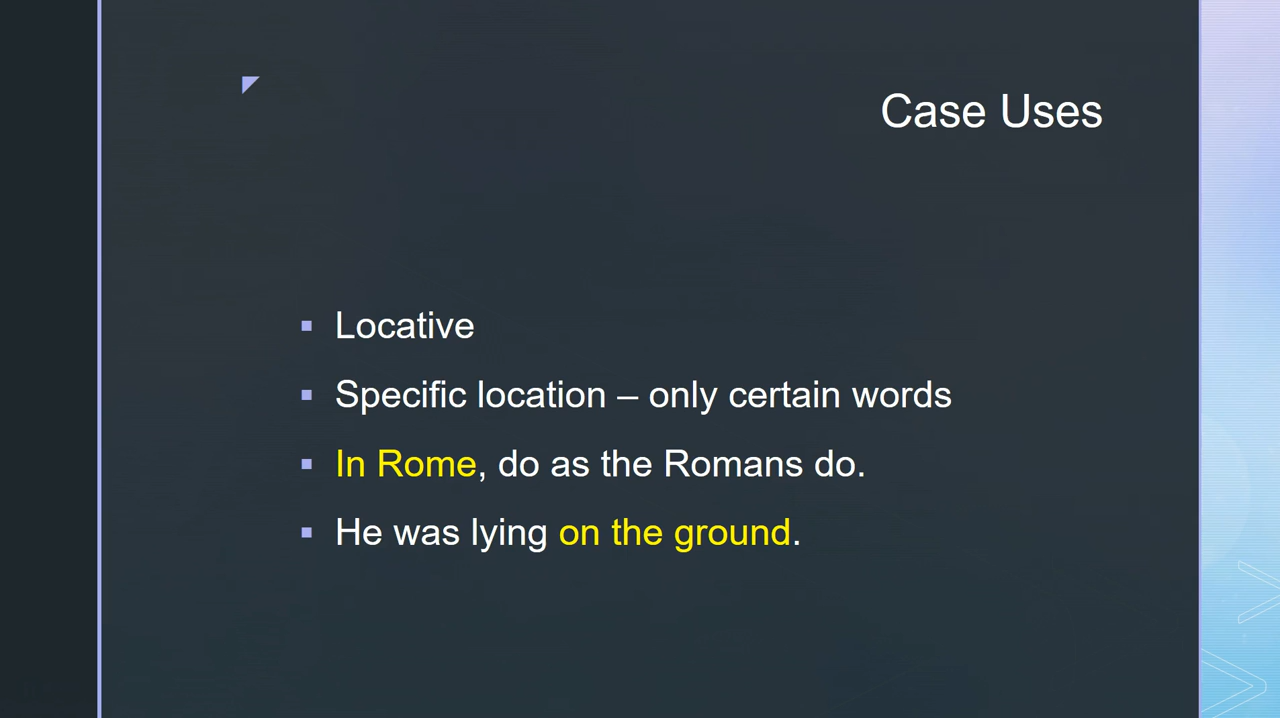 Case Uses
Locative
Specific location – only certain words
In Rome, do as the Romans do.
He was lying on the ground.